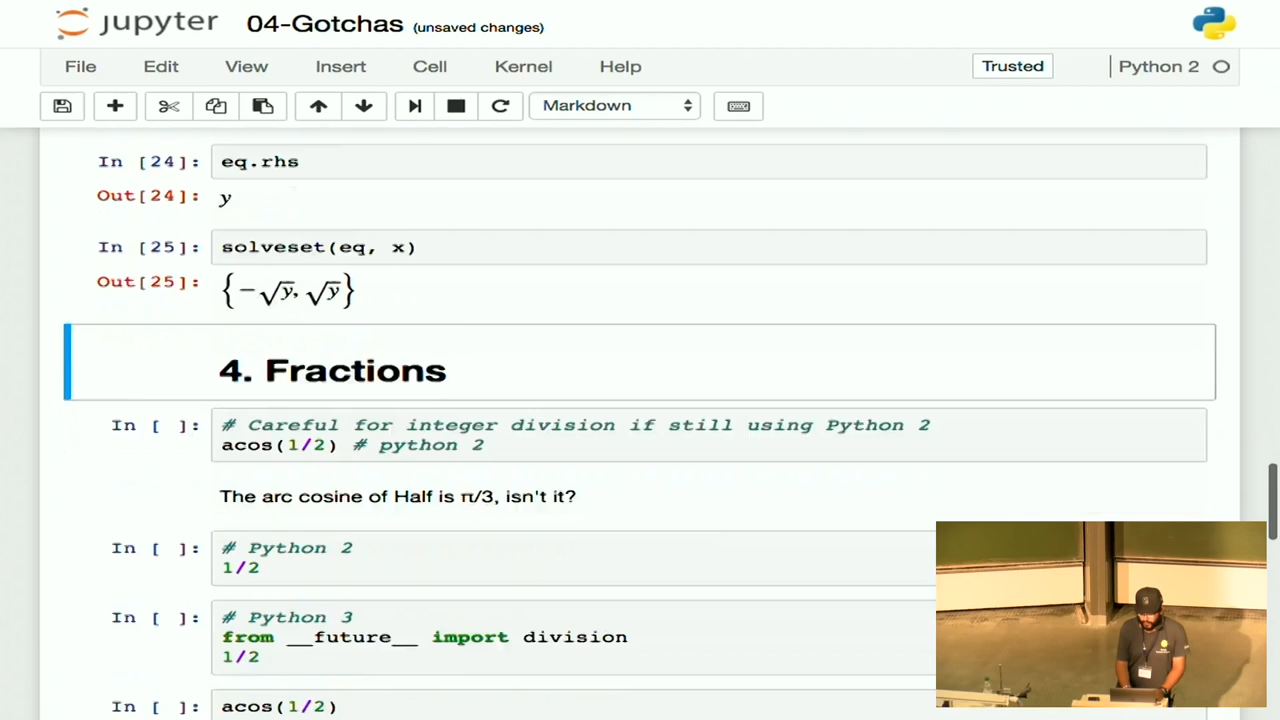 jupyter 04-Gotchas (unsaved changes)
File Edit View Insert Cell Kernel Help Trusted Python 2
Markdown
In [24]: eq.rhs
Out[24]: y
In [25]: solveset(eq, x)
Out[25]: {−√y, √y}
4. Fractions
In [ ]: # Careful for integer division if still using Python 2
acos(1/2) # python 2
The arc cosine of Half is π/3, isn't it?
In [ ]: # Python 2
1/2
In [ ]: # Python 3
from __future__ import division
1/2
In [ ]: acos(1/2)